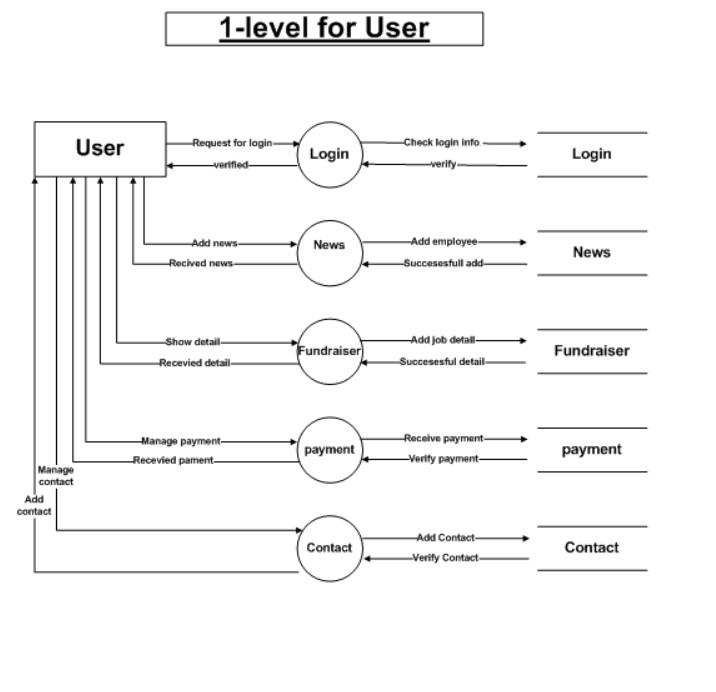 1-level for User
User
Request for login
verified
Login
Check login info
verify
Login
Add news
Recived news
News
Add employee
Succesesfull add
News
Show detail
Recevied detail
Fundraiser
Add job detail
Succesesful detail
Fundraiser
Manage payment
Recevied pament
payment
Receive payment
Verify payment
payment
Manage
contact
Add
contact
Contact
Add Contact
Verify Contact
Contact